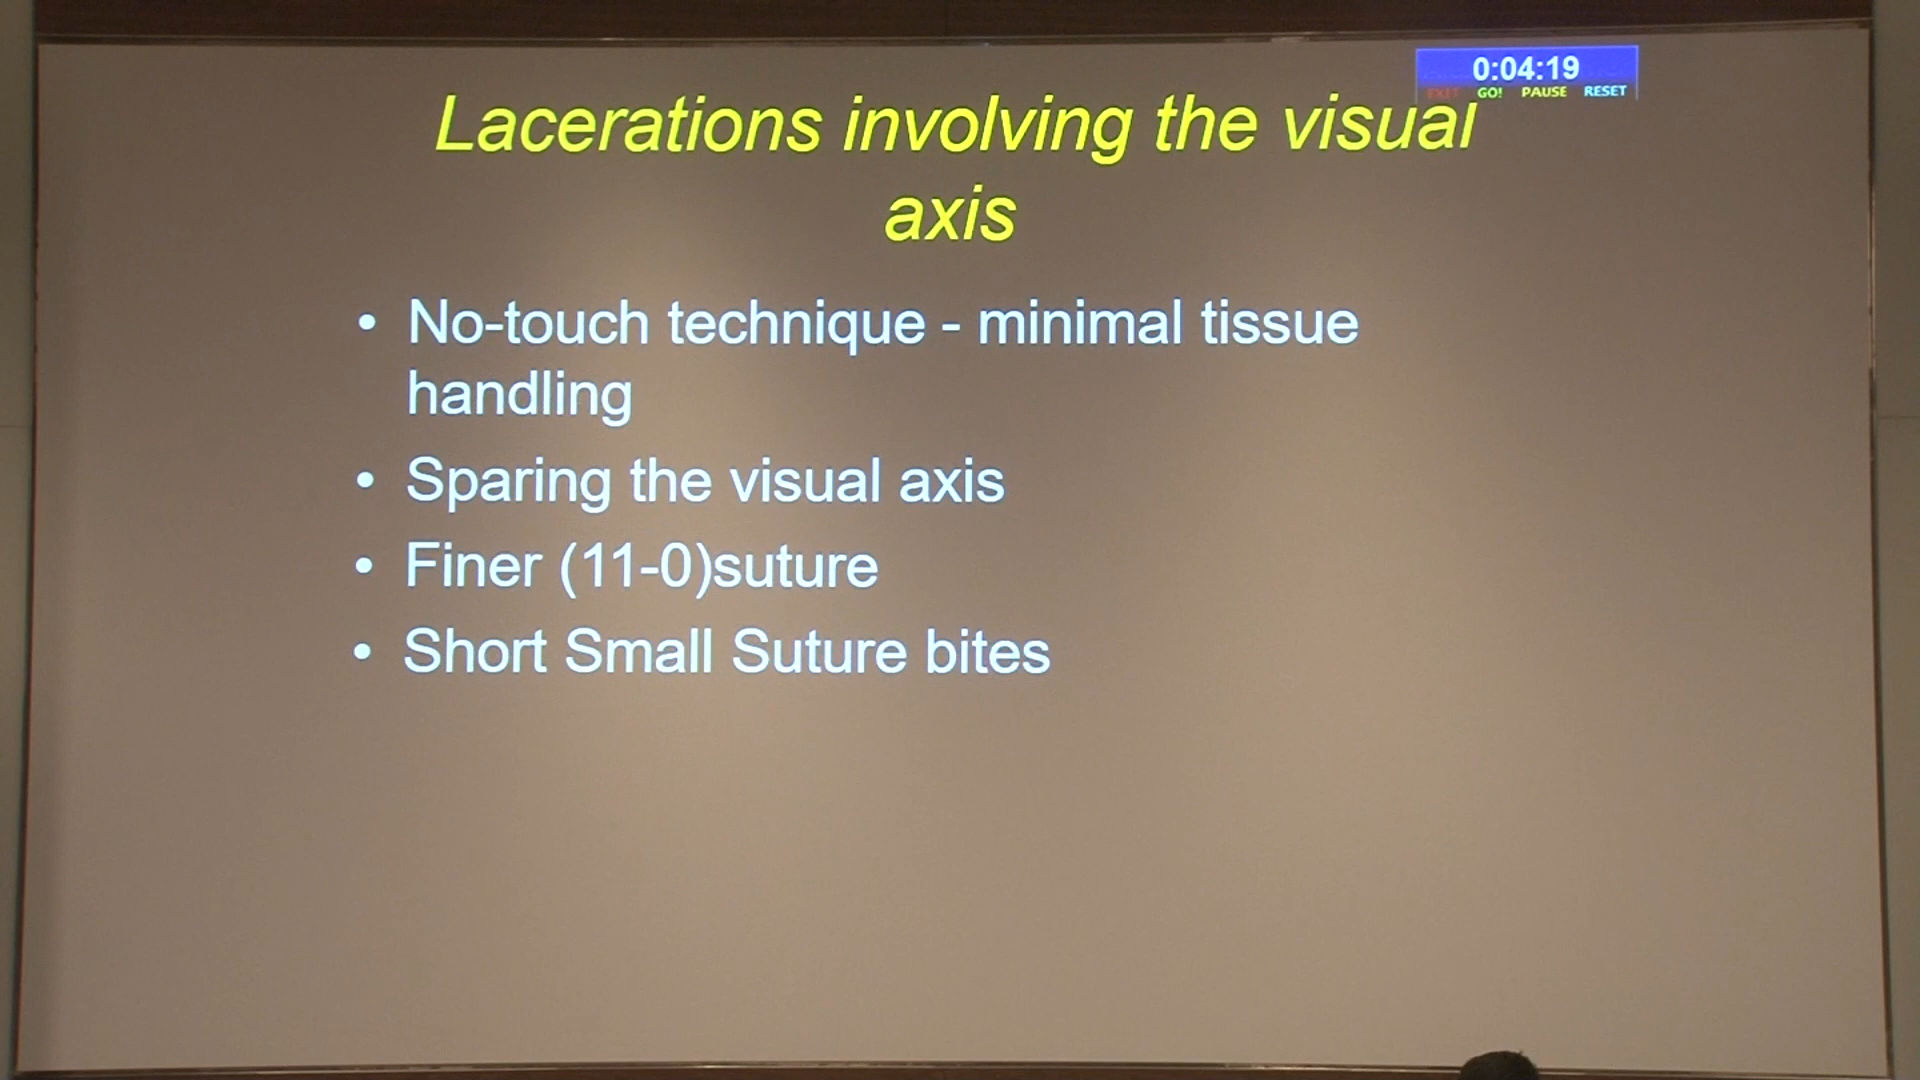 0:04:19
EXIT GO! PAUSE RESET
Lacerations involving the visual
axis
• No-touch technique - minimal tissue
handling
• Sparing the visual axis
• Finer (11-0)suture
• Short Small Suture bites